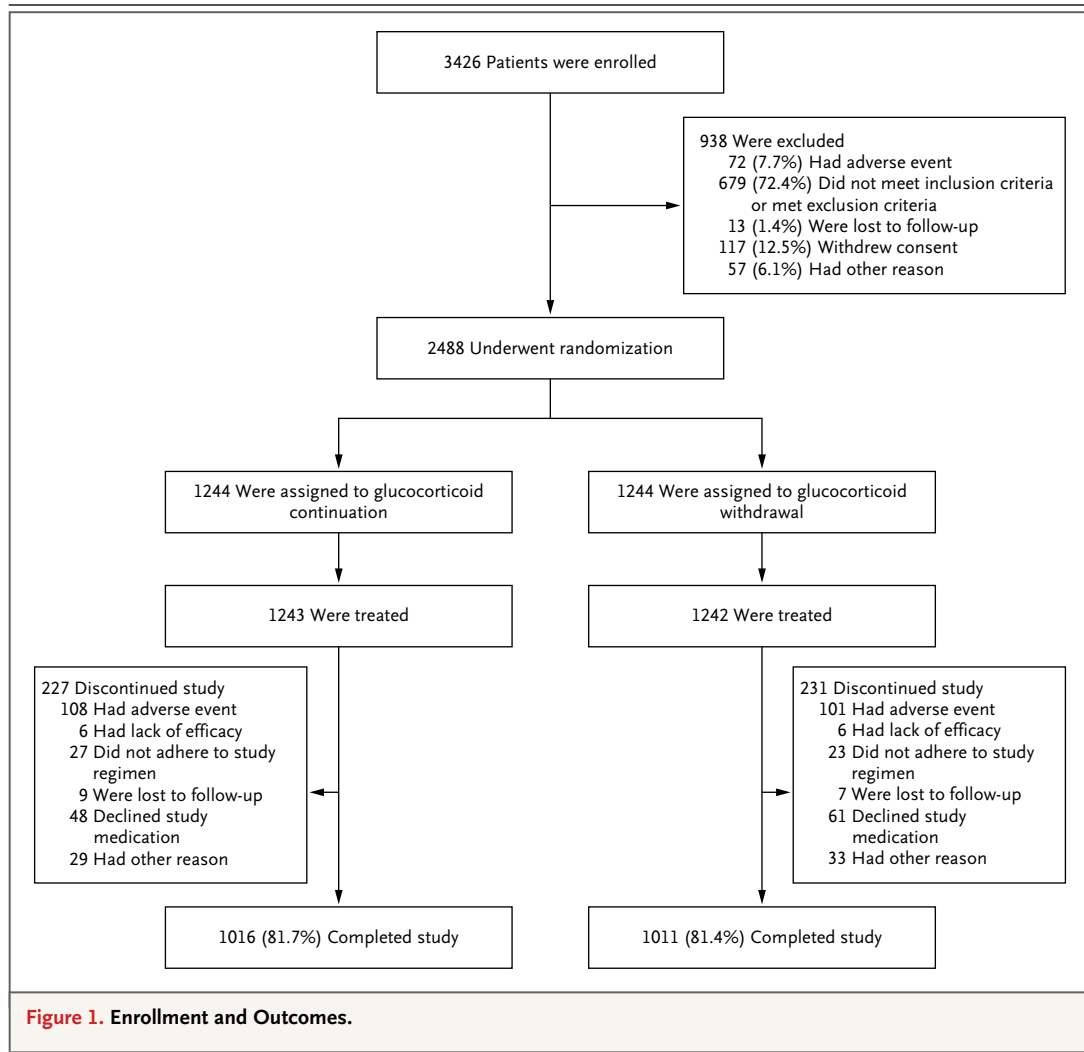 3426 Patients were enrolled
938 Were excluded
72 (7.7%) Had adverse event
679 (72.4%) Did not meet inclusion criteria
or met exclusion criteria
13 (1.4%) Were lost to follow-up
117 (12.5%) Withdrew consent
57 (6.1%) Had other reason
2488 Underwent randomization
1244 Were assigned to glucocorticoid
continuation
1244 Were assigned to glucocorticoid
withdrawal
1243 Were treated
1242 Were treated
227 Discontinued study
108 Had adverse event
6 Had lack of efficacy
27 Did not adhere to study
regimen
9 Were lost to follow-up
48 Declined study
medication
29 Had other reason
231 Discontinued study
101 Had adverse event
6 Had lack of efficacy
23 Did not adhere to study
regimen
7 Were lost to follow-up
61 Declined study
medication
33 Had other reason
1016 (81.7%) Completed study
1011 (81.4%) Completed study
Figure 1. Enrollment and Outcomes.